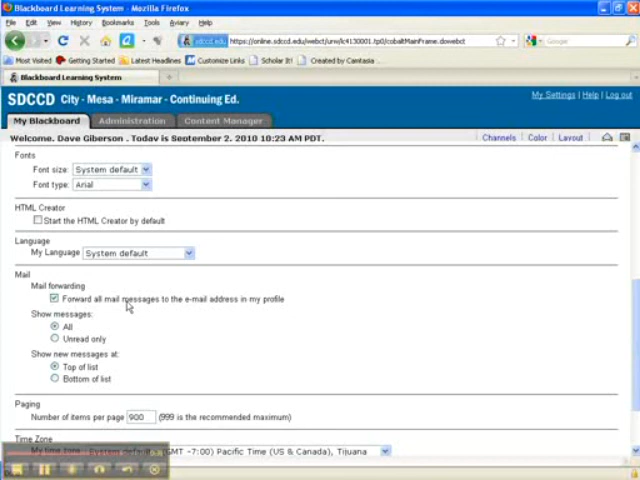 Blackboard Learning System - Mozilla Firefox
File Edit View History Bookmarks Tools Aviary Help
sdccd.edu https://online.sdccd.edu/webct/urw/lc4130001.tp0/cobaltMainFrame.dowebct
Most Visited Getting Started Latest Headlines Customize Links Scholar It! Created by Camtasia
Blackboard Learning System
SDCCD City - Mesa - Miramar - Continuing Ed.
My Settings | Help | Log out
My Blackboard Administration Content Manager
Welcome, Dave Giberson . Today is September 2, 2010 10:23 AM PDT.
Channels Color Layout
Fonts
Font size: System default
Font type: Arial
HTML Creator
Start the HTML Creator by default
Language
My Language System default
Mail
Mail forwarding
Forward all mail messages to the e-mail address in my profile
Show messages:
All
Unread only
Show new messages at:
Top of list
Bottom of list
Paging
Number of items per page 900 (999 is the recommended maximum)
Time Zone
My time zone System default (GMT -7:00) Pacific Time (US & Canada), Tijuana